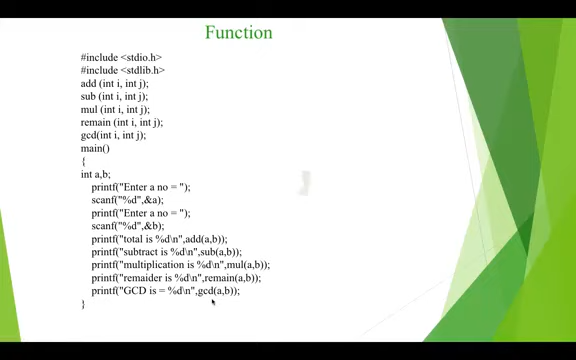 Function
#include <stdio.h>
#include <stdlib.h>
add (int i, int j);
sub (int i, int j);
mul (int i, int j);
remain (int i, int j);
gcd(int i, int j);
main()
{
int a,b;
printf("Enter a no = ");
scanf("%d",&a);
printf("Enter a no = ");
scanf("%d",&b);
printf("total is %d\n",add(a,b));
printf("subtract is %d\n",sub(a,b));
printf("multiplication is %d\n",mul(a,b));
printf("remaider is %d\n",remain(a,b));
printf("GCD is = %d\n",gcd(a,b));
}